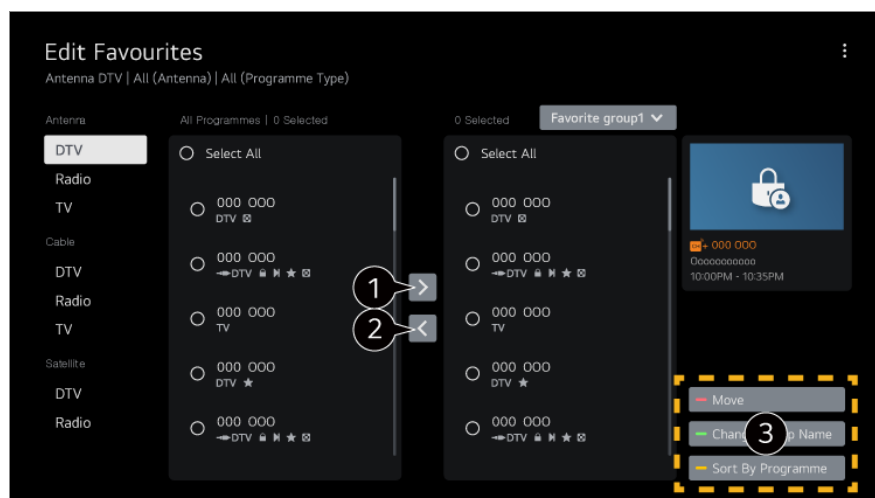 Edit Favourites
Antenna DTV | All (Antenna) | All (Programme Type)
Antenna
DTV
Radio
TV
Cable
DTV
Radio
TV
Satellite
DTV
Radio
All Programmes | 0 Selected
Select All
000 000
DTV
000 000
DTV
000 000
TV
000 000
DTV
000 000
DTV
1
2
0 Selected
Favorite group1
Select All
000 000
DTV
000 000
DTV
000 000
TV
000 000
DTV
000 000
DTV
CH+ 000 000
Oooooooooo
10:00PM - 10:35PM
Move
3
Name
Sort By Programme